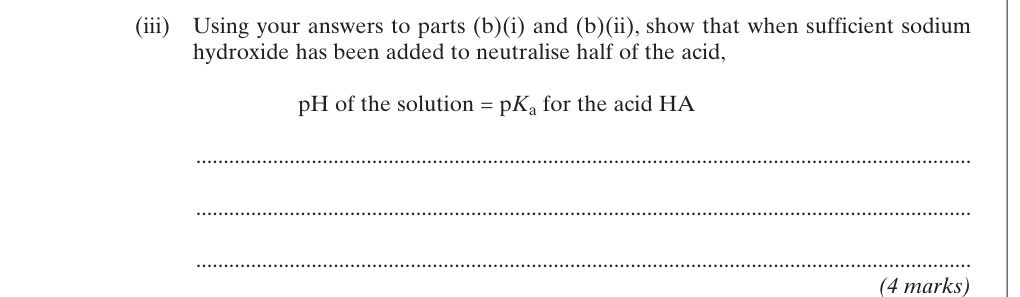 (iii) Using your answers to parts (b)(i) and (b)(ii), show that when sufficient sodium
hydroxide has been added to neutralise half of the acid,
pH of the solution = pKₐ for the acid HA
................................................................................
................................................................................
................................................................................
(4 marks)